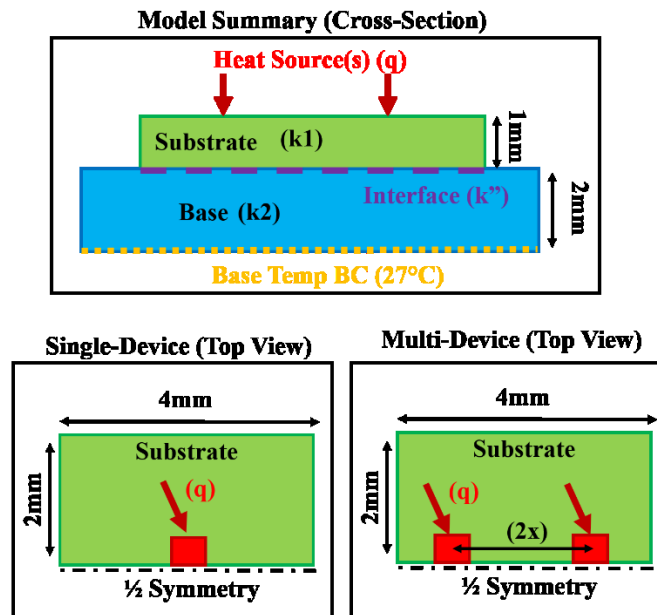 Model Summary (Cross-Section)
Heat Source(s) (q)
Substrate (k1)
1mm
Interface (k”)
Base (k2)
2mm
Base Temp BC (27°C)
Single-Device (Top View)
4mm
Substrate
2mm
(q)
½ Symmetry
Multi-Device (Top View)
4mm
Substrate
2mm
(q)
(2x)
½ Symmetry